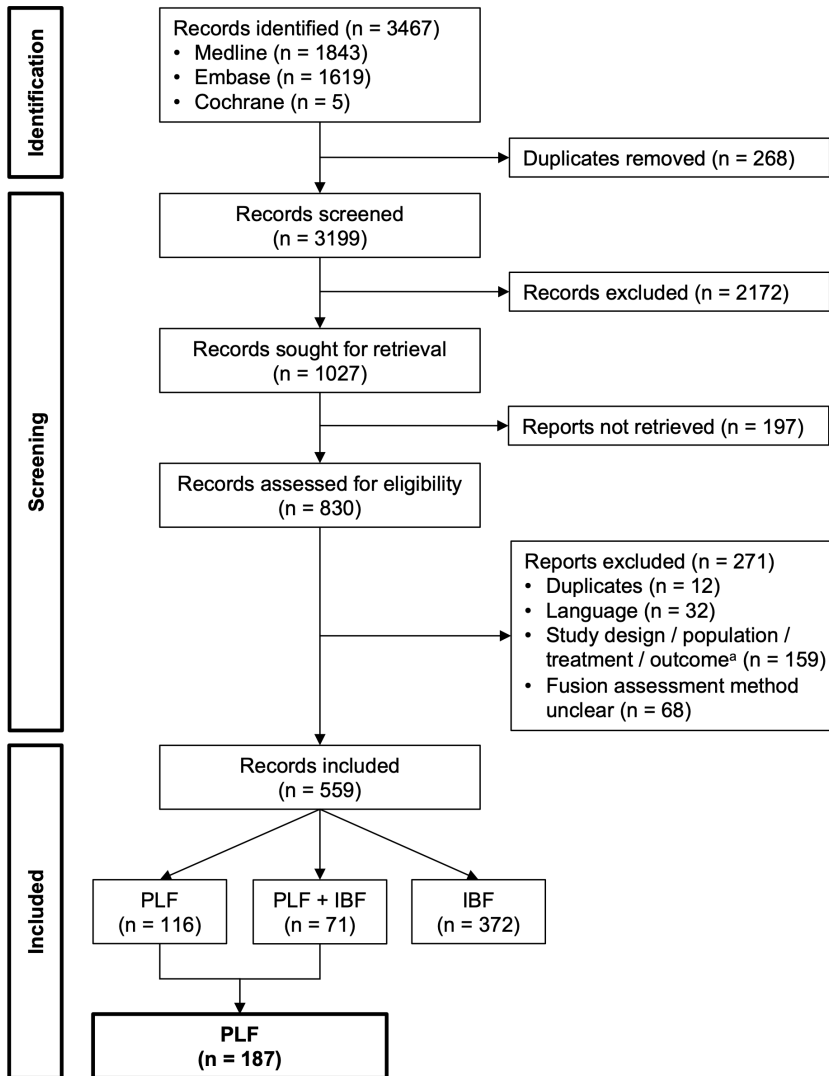 Identification
Records identified (n = 3467)
• Medline (n = 1843)
• Embase (n = 1619)
• Cochrane (n = 5)
Duplicates removed (n = 268)
Screening
Records screened
(n = 3199)
Records excluded (n = 2172)
Records sought for retrieval
(n = 1027)
Reports not retrieved (n = 197)
Records assessed for eligibility
(n = 830)
Reports excluded (n = 271)
• Duplicates (n = 12)
• Language (n = 32)
• Study design / population /
treatment / outcomeᵃ (n = 159)
• Fusion assessment method
unclear (n = 68)
Included
Records included
(n = 559)
PLF
(n = 116)
PLF + IBF
(n = 71)
IBF
(n = 372)
PLF
(n = 187)